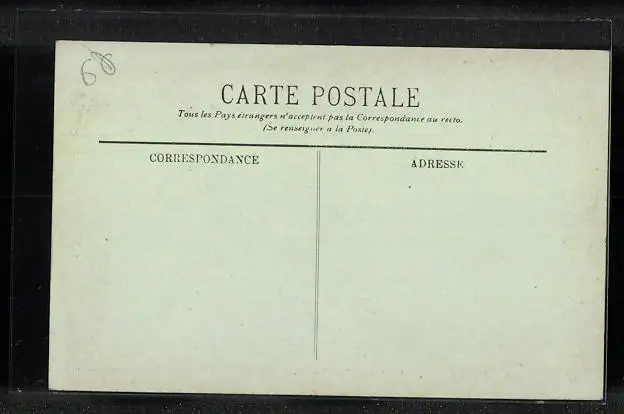 68
CARTE POSTALE
Tous les Pays étrangers n'acceptent pas la Correspondance au recto.
(Se renseigner à la Poste).
CORRESPONDANCE
ADRESSE